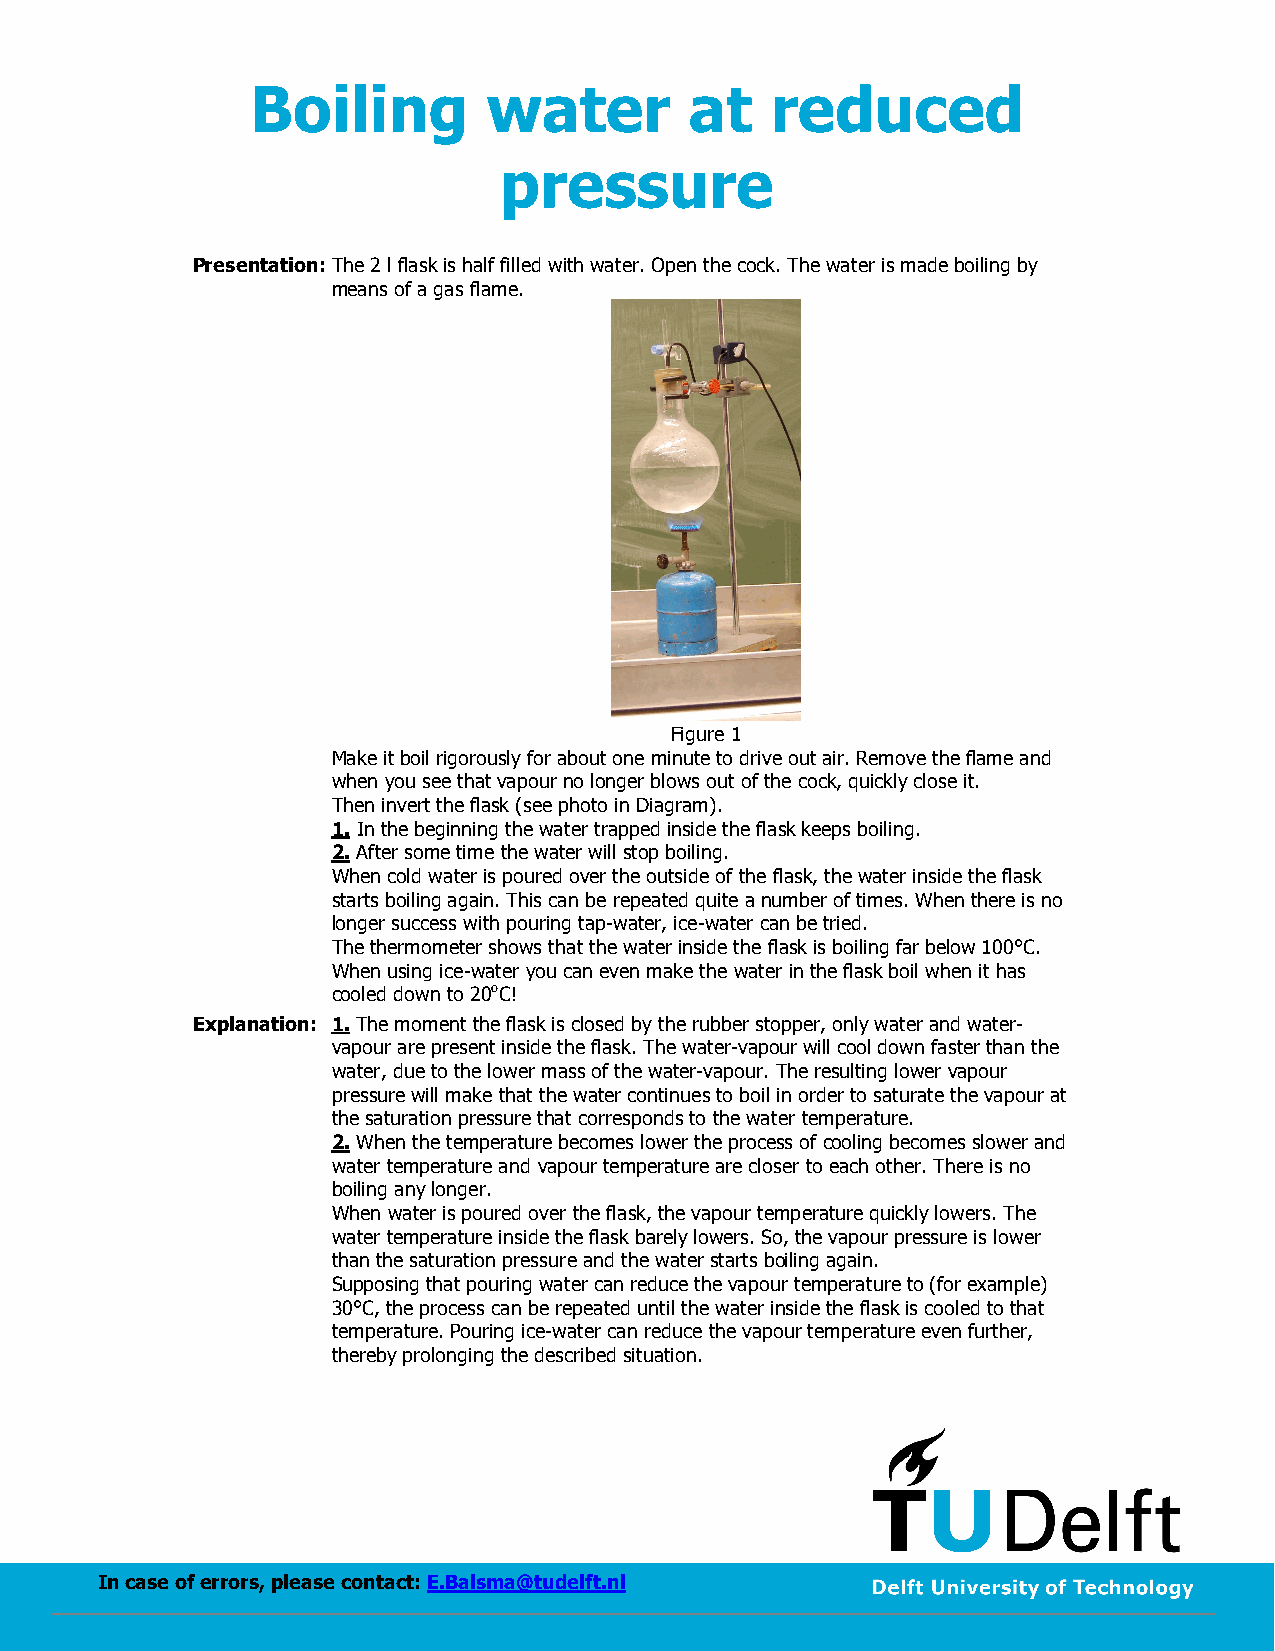 Boiling water at reduced
pressure
Presentation: The 2 l flask is half filled with water. Open the cock. The water is made boiling by
means of a gas flame.
Figure 1
Make it boil rigorously for about one minute to drive out air. Remove the flame and
when you see that vapour no longer blows out of the cock, quickly close it.
Then invert the flask (see photo in Diagram).
1. In the beginning the water trapped inside the flask keeps boiling.
2. After some time the water will stop boiling.
When cold water is poured over the outside of the flask, the water inside the flask
starts boiling again. This can be repeated quite a number of times. When there is no
longer success with pouring tap-water, ice-water can be tried.
The thermometer shows that the water inside the flask is boiling far below 100°C.
When using ice-water you can even make the water in the flask boil when it has
cooled down to 20°C!
Explanation: 1. The moment the flask is closed by the rubber stopper, only water and water-
vapour are present inside the flask. The water-vapour will cool down faster than the
water, due to the lower mass of the water-vapour. The resulting lower vapour
pressure will make that the water continues to boil in order to saturate the vapour at
the saturation pressure that corresponds to the water temperature.
2. When the temperature becomes lower the process of cooling becomes slower and
water temperature and vapour temperature are closer to each other. There is no
boiling any longer.
When water is poured over the flask, the vapour temperature quickly lowers. The
water temperature inside the flask barely lowers. So, the vapour pressure is lower
than the saturation pressure and the water starts boiling again.
Supposing that pouring water can reduce the vapour temperature to (for example)
30°C, the process can be repeated until the water inside the flask is cooled to that
temperature. Pouring ice-water can reduce the vapour temperature even further,
thereby prolonging the described situation.
TUDelft
In case of errors, please contact: E.Balsma@tudelft.nl
Delft University of Technology